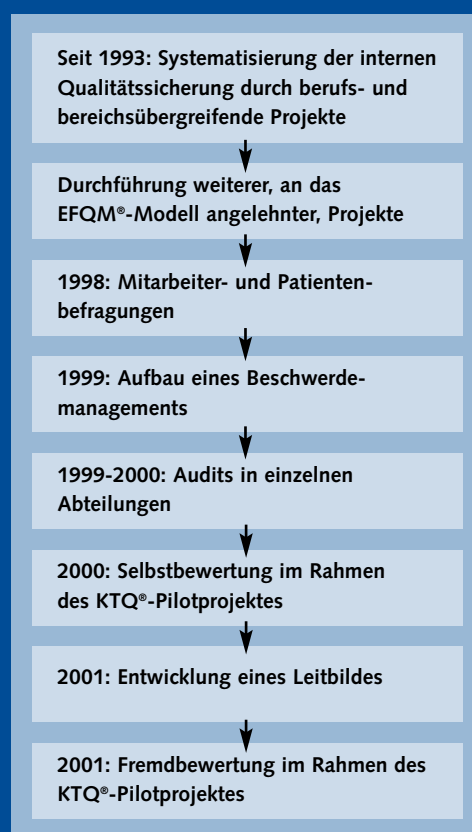 Seit 1993: Systematisierung der internen
Qualitätssicherung durch berufs- und
bereichsübergreifende Projekte
Durchführung weiterer, an das
EFQM®-Modell angelehnter, Projekte
1998: Mitarbeiter- und Patienten-
befragungen
1999: Aufbau eines Beschwerde-
managements
1999-2000: Audits in einzelnen
Abteilungen
2000: Selbstbewertung im Rahmen
des KTQ®-Pilotprojektes
2001: Entwicklung eines Leitbildes
2001: Fremdbewertung im Rahmen des
KTQ®-Pilotprojektes